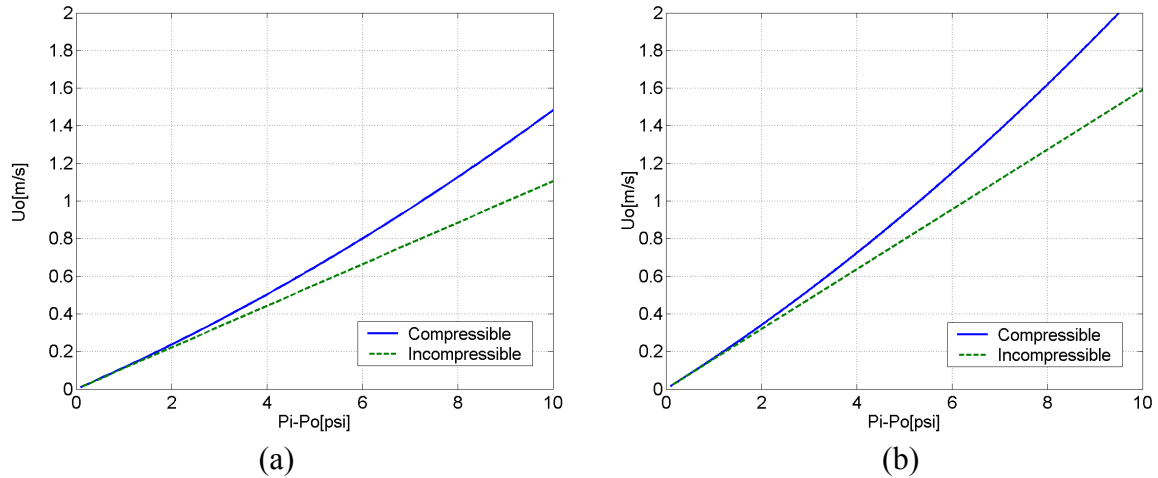 2
1.8
1.6
1.4
1.2
1
0.8
0.6
0.4
0.2
0
Uo[m/s]
0 2 4 6 8 10
Pi-Po[psi]
Compressible
Incompressible
(a)
2
1.8
1.6
1.4
1.2
1
0.8
0.6
0.4
0.2
0
Uo[m/s]
0 2 4 6 8 10
Pi-Po[psi]
Compressible
Incompressible
(b)